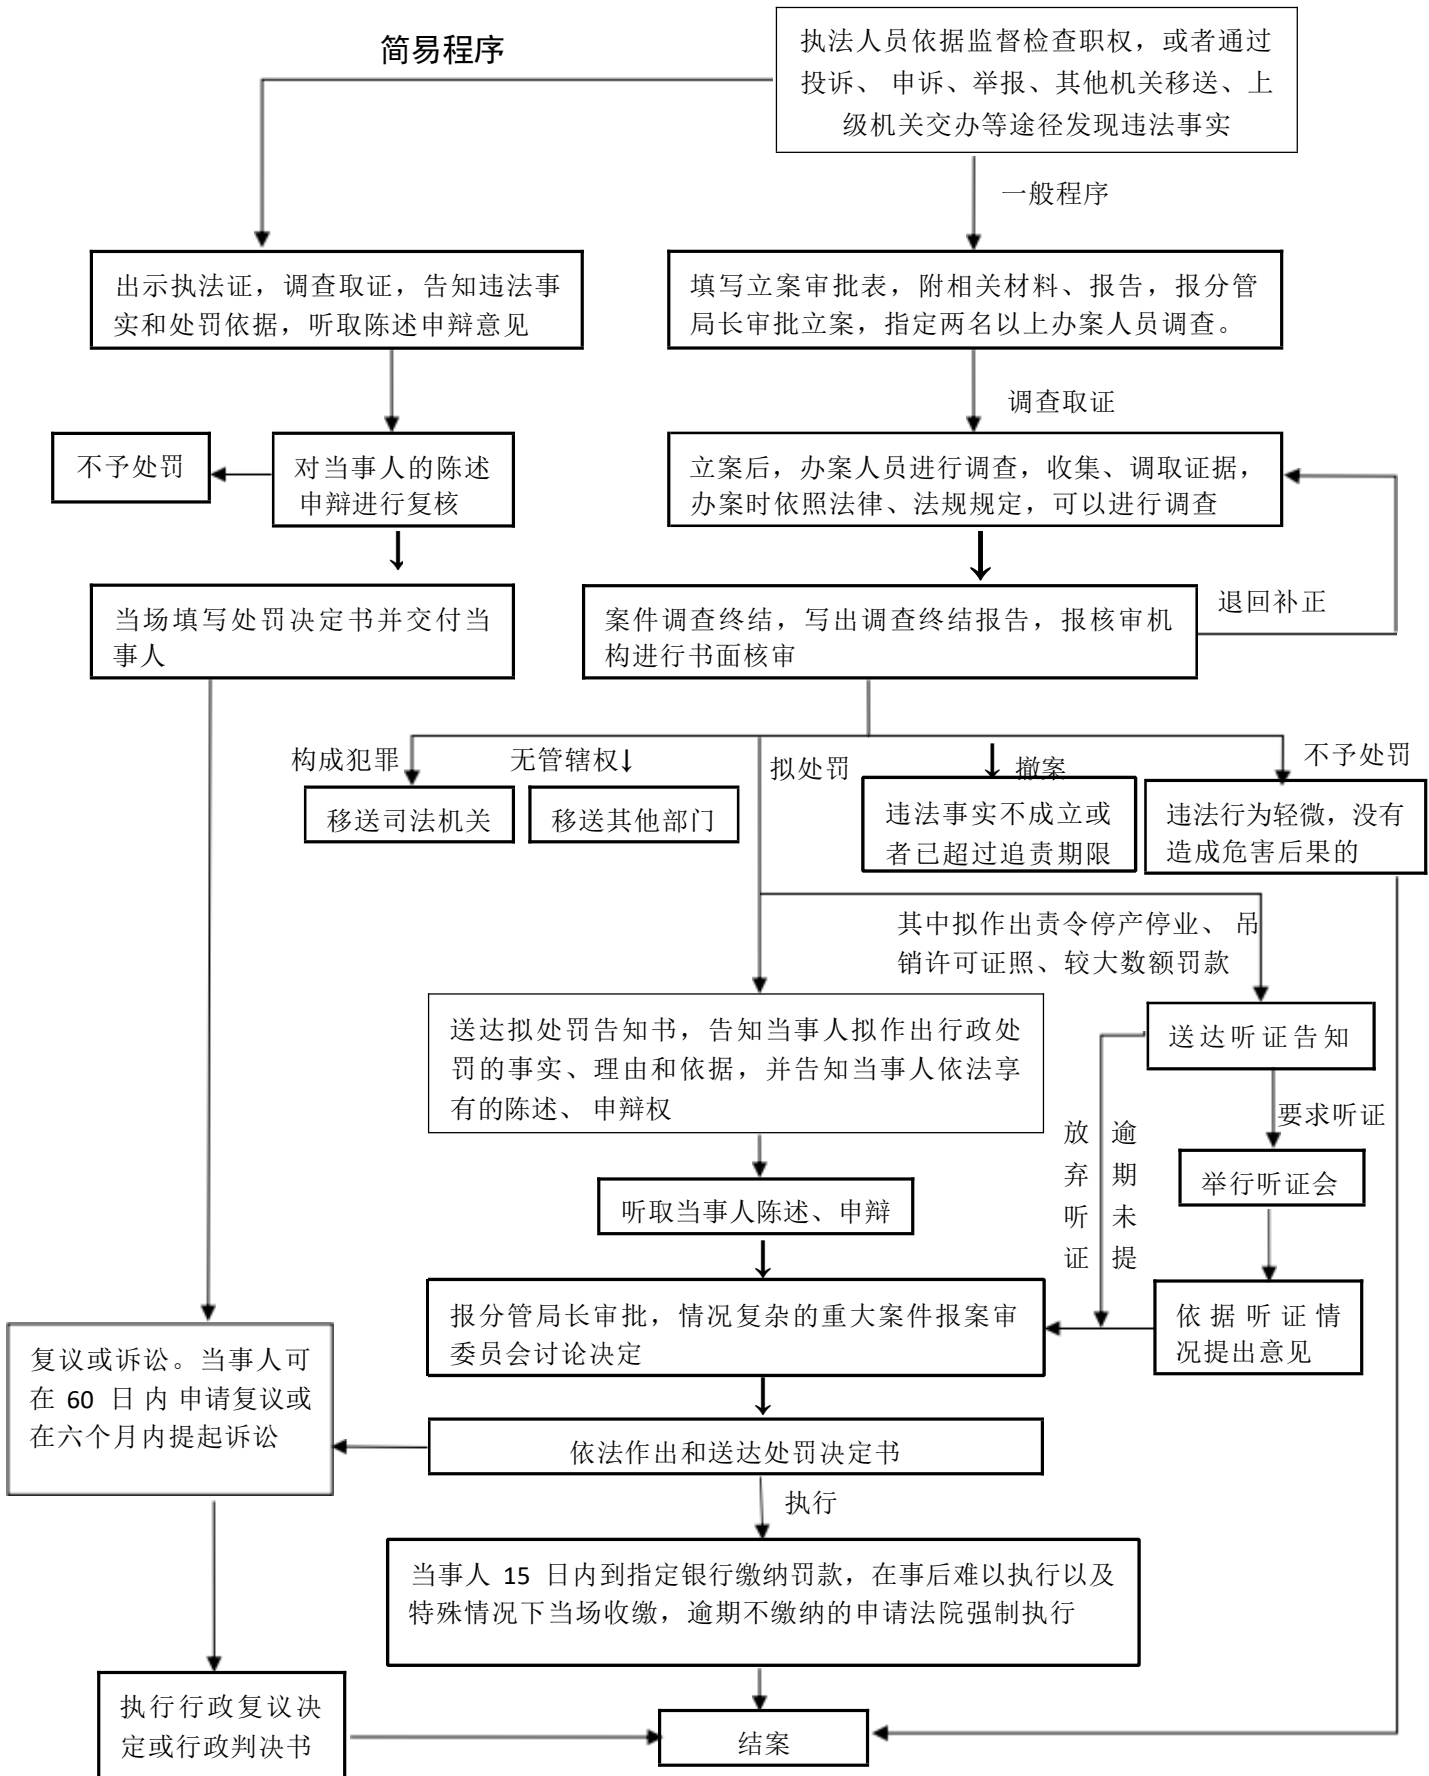 简易程序
执法人员依据监督检查职权，或者通过
投诉、 申诉、举报、其他机关移送、上
级机关交办等途径发现违法事实
一般程序
出示执法证，调查取证，告知违法事
实和处罚依据，听取陈述申辩意见
填写立案审批表，附相关材料、报告，报分管
局长审批立案，指定两名以上办案人员调查。
调查取证
不予处罚
对当事人的陈述
申辩进行复核
立案后，办案人员进行调查，收集、调取证据，
办案时依照法律、法规规定，可以进行调查
当场填写处罚决定书并交付当
事人
案件调查终结，写出调查终结报告，报核审机
构进行书面核审
退回补正
构成犯罪
无管辖权↓
拟处罚
撤案
不予处罚
移送司法机关
移送其他部门
违法事实不成立或
者已超过追责期限
违法行为轻微，没有
造成危害后果的
其中拟作出责令停产停业、 吊
销许可证照、较大数额罚款
送达拟处罚告知书，告知当事人拟作出行政处
罚的事实、理由和依据，并告知当事人依法享
有的陈述、 申辩权
送达听证告知
要求听证
放弃听证
逾期未提
举行听证会
听取当事人陈述、申辩
报分管局长审批，情况复杂的重大案件报案审
委员会讨论决定
依据听证情
况提出意见
复议或诉讼。当事人可
在 60 日 内 申请复议或
在六个月内提起诉讼
依法作出和送达处罚决定书
执行
当事人 15 日内到指定银行缴纳罚款，在事后难以执行以及
特殊情况下当场收缴，逾期不缴纳的申请法院强制执行
执行行政复议决
定或行政判决书
结案